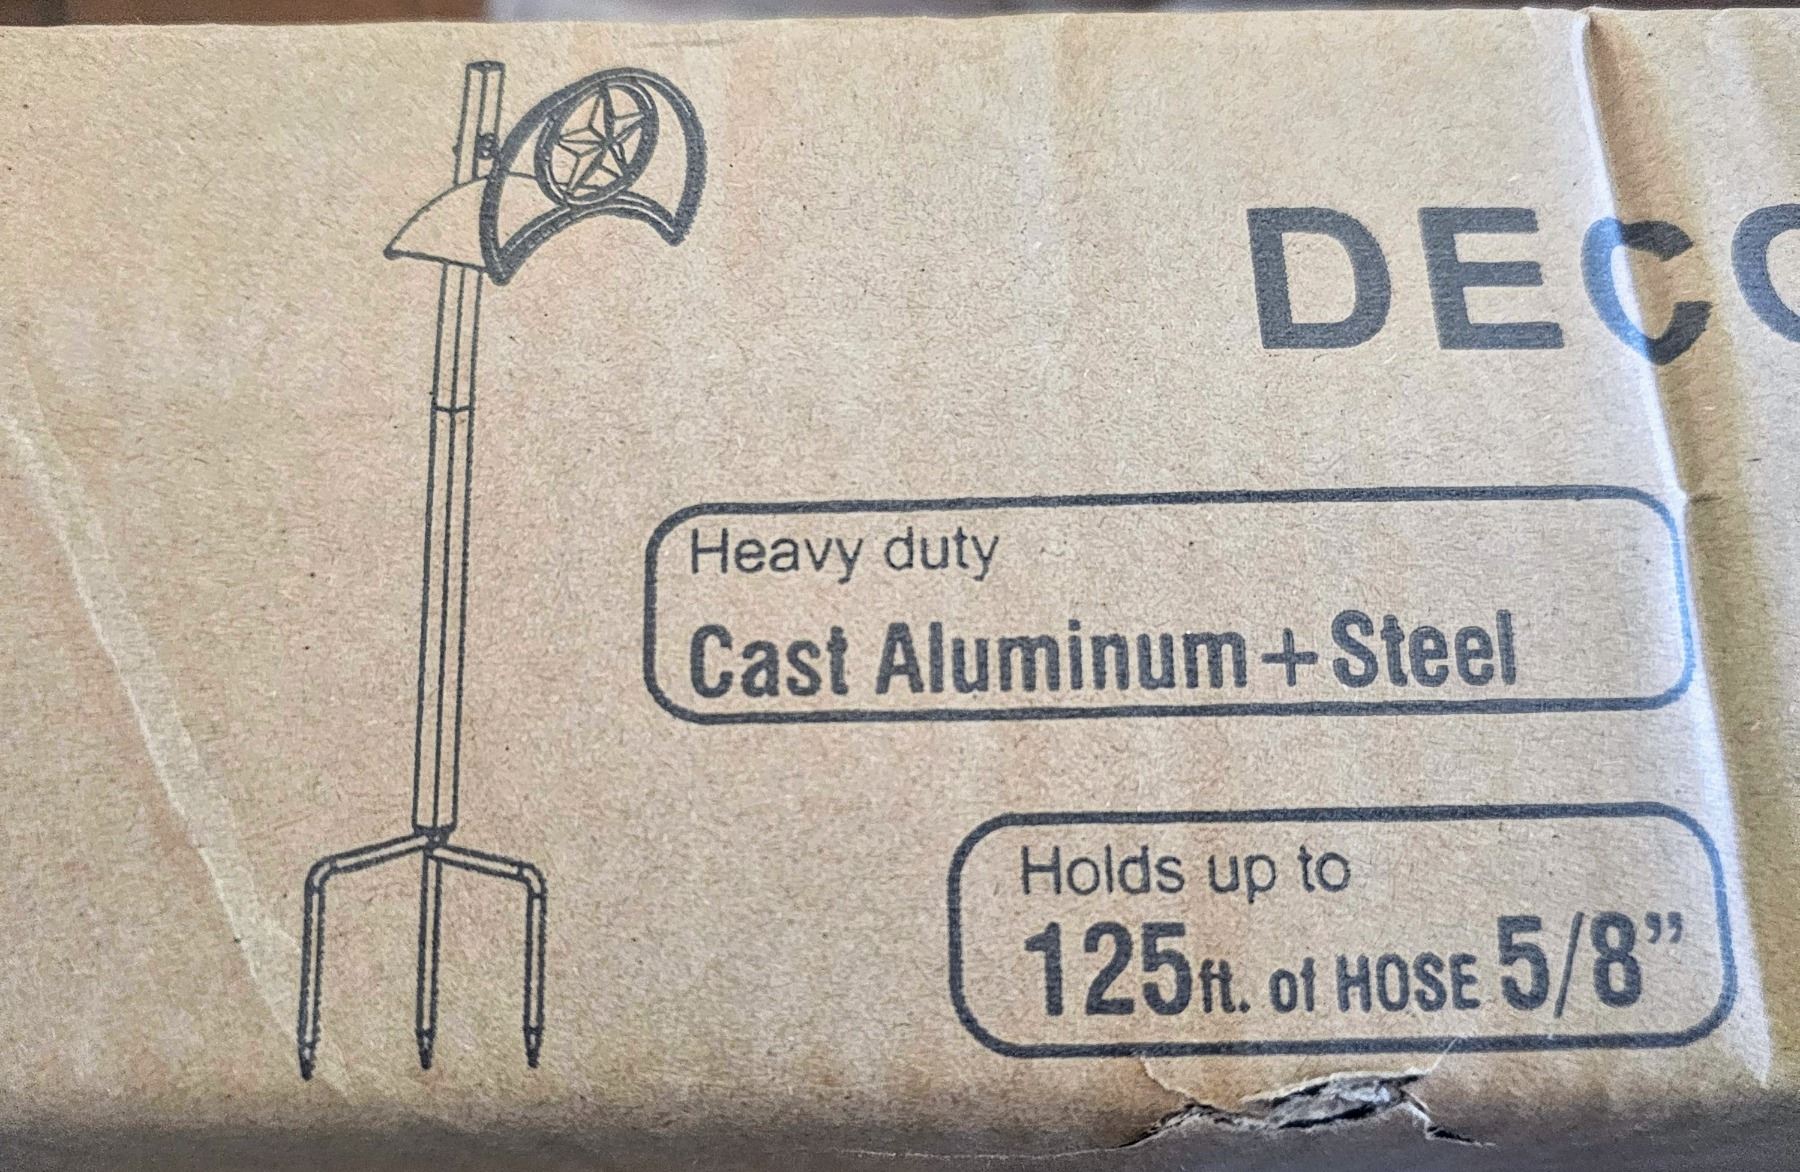 DECO
Heavy duty
Cast Aluminum+Steel
Holds up to
125ft. of HOSE 5/8”